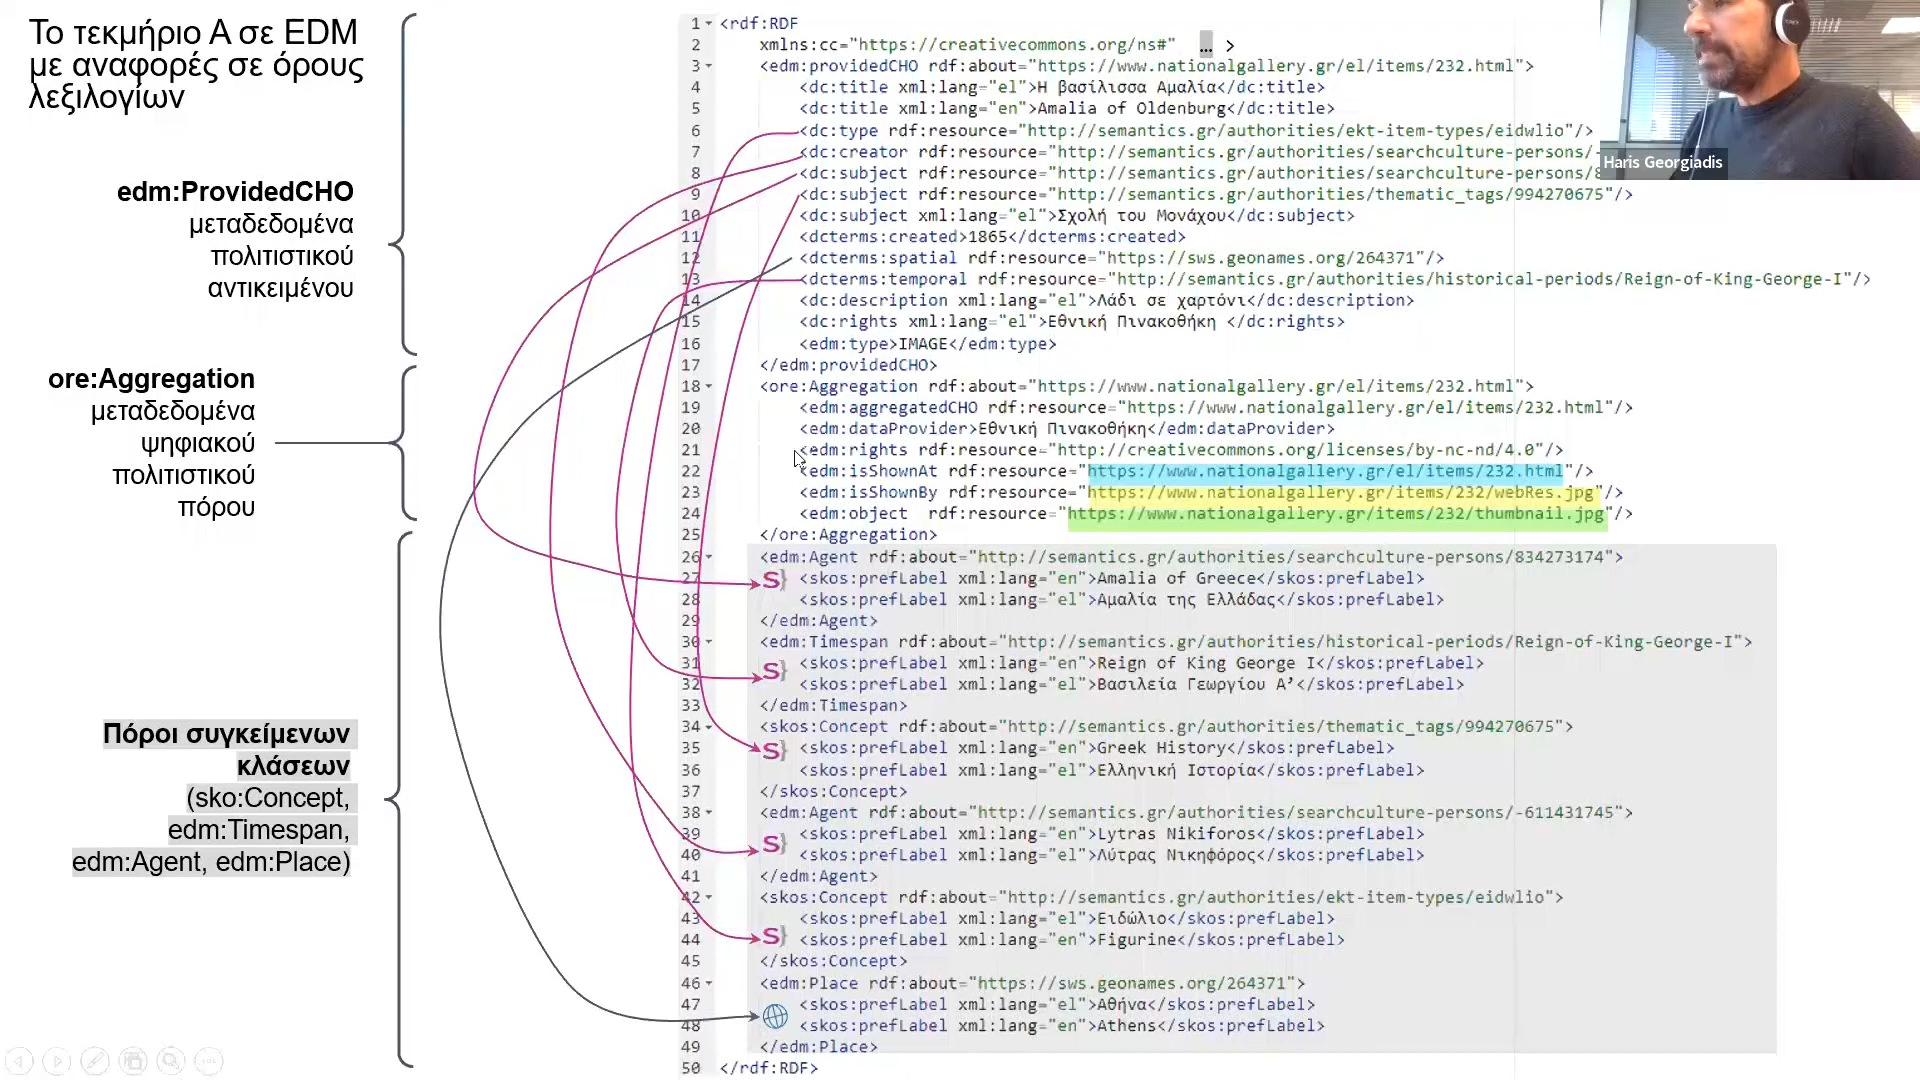 Το τεκμήριο Α σε EDM
με αναφορές σε όρους
λεξιλογίων
edm:ProvidedCHO
μεταδεδομένα
πολιτιστικού
αντικειμένου
ore:Aggregation
μεταδεδομένα
ψηφιακού
πολιτιστικού
πόρου
Πόροι συγκείμενων
κλάσεων
(sko:Concept,
edm:Timespan,
edm:Agent, edm:Place)
1 <rdf:RDF
2 xmlns:cc="https://creativecommons.org/ns#" ... >
3 <edm:providedCHO rdf:about="https://www.nationalgallery.gr/el/items/232.html">
4 <dc:title xml:lang="el">Η βασίλισσα Αμαλία</dc:title>
5 <dc:title xml:lang="en">Amalia of Oldenburg</dc:title>
6 <dc:type rdf:resource="http://semantics.gr/authorities/ekt-item-types/eidwlio"/>
7 <dc:creator rdf:resource="http://semantics.gr/authorities/searchculture-persons/-
8 <dc:subject rdf:resource="http://semantics.gr/authorities/searchculture-persons/8
9 <dc:subject rdf:resource="http://semantics.gr/authorities/thematic_tags/994270675"/>
10 <dc:subject xml:lang="el">Σχολή του Μονάχου</dc:subject>
11 <dcterms:created>1865</dcterms:created>
12 <dcterms:spatial rdf:resource="https://sws.geonames.org/264371"/>
13 <dcterms:temporal rdf:resource="http://semantics.gr/authorities/historical-periods/Reign-of-King-George-I"/>
14 <dc:description xml:lang="el">Λάδι σε χαρτόνι</dc:description>
15 <dc:rights xml:lang="el">Εθνική Πινακοθήκη </dc:rights>
16 <edm:type>IMAGE</edm:type>
17 </edm:providedCHO>
18 <ore:Aggregation rdf:about="https://www.nationalgallery.gr/el/items/232.html">
19 <edm:aggregatedCHO rdf:resource="https://www.nationalgallery.gr/el/items/232.html"/>
20 <edm:dataProvider>Εθνική Πινακοθήκη</edm:dataProvider>
21 <edm:rights rdf:resource="http://creativecommons.org/licenses/by-nc-nd/4.0"/>
22 <edm:isShownAt rdf:resource="https://www.nationalgallery.gr/el/items/232.html"/>
23 <edm:isShownBy rdf:resource="https://www.nationalgallery.gr/items/232/webRes.jpg"/>
24 <edm:object rdf:resource="https://www.nationalgallery.gr/items/232/thumbnail.jpg"/>
25 </ore:Aggregation>
26 <edm:Agent rdf:about="http://semantics.gr/authorities/searchculture-persons/834273174">
27 <skos:prefLabel xml:lang="en">Amalia of Greece</skos:prefLabel>
28 <skos:prefLabel xml:lang="el">Αμαλία της Ελλάδας</skos:prefLabel>
29 </edm:Agent>
30 <edm:Timespan rdf:about="http://semantics.gr/authorities/historical-periods/Reign-of-King-George-I">
31 <skos:prefLabel xml:lang="en">Reign of King George I</skos:prefLabel>
32 <skos:prefLabel xml:lang="el">Βασιλεία Γεωργίου Α'</skos:prefLabel>
33 </edm:Timespan>
34 <skos:Concept rdf:about="http://semantics.gr/authorities/thematic_tags/994270675">
35 <skos:prefLabel xml:lang="en">Greek History</skos:prefLabel>
36 <skos:prefLabel xml:lang="el">Ελληνική Ιστορία</skos:prefLabel>
37 </skos:Concept>
38 <edm:Agent rdf:about="http://semantics.gr/authorities/searchculture-persons/-611431745">
39 <skos:prefLabel xml:lang="en">Lytras Nikiforos</skos:prefLabel>
40 <skos:prefLabel xml:lang="el">Λύτρας Νικηφόρος</skos:prefLabel>
41 </edm:Agent>
42 <skos:Concept rdf:about="http://semantics.gr/authorities/ekt-item-types/eidwlio">
43 <skos:prefLabel xml:lang="el">Ειδώλιο</skos:prefLabel>
44 <skos:prefLabel xml:lang="en">Figurine</skos:prefLabel>
45 </skos:Concept>
46 <edm:Place rdf:about="https://sws.geonames.org/264371">
47 <skos:prefLabel xml:lang="el">Αθήνα</skos:prefLabel>
48 <skos:prefLabel xml:lang="en">Athens</skos:prefLabel>
49 </edm:Place>
50 </rdf:RDF>
Haris Georgiadis